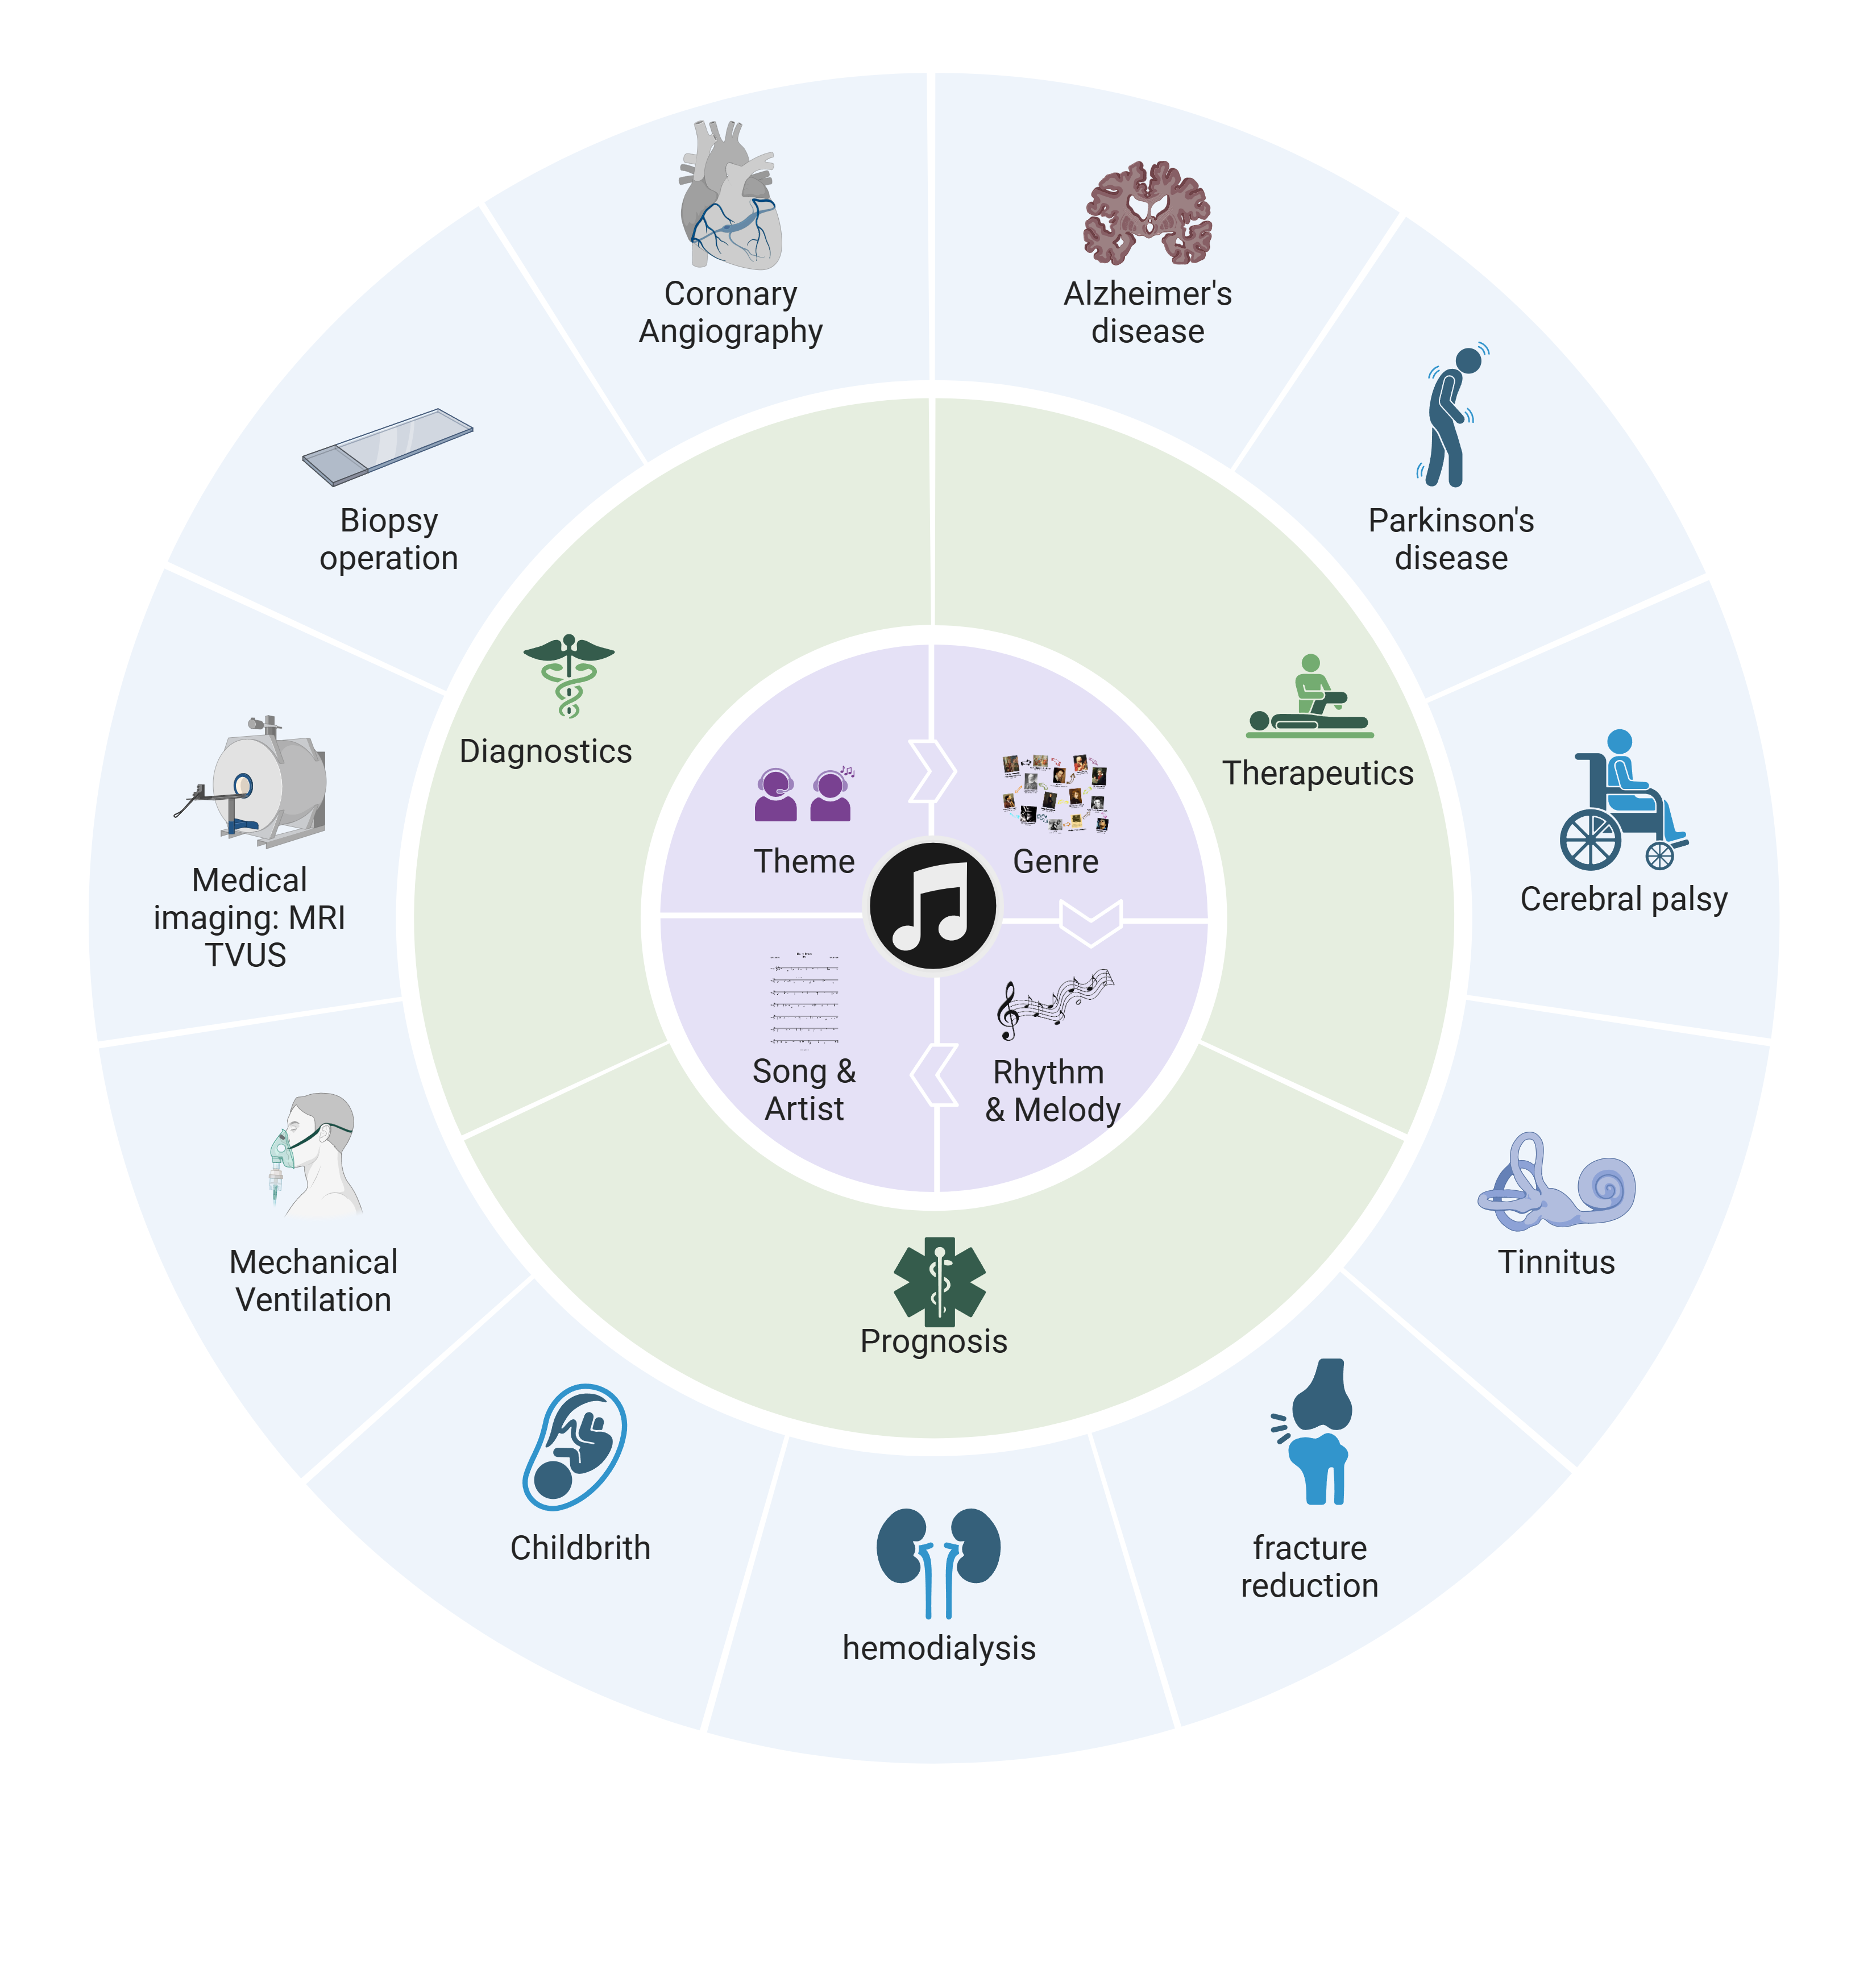 Coronary
Angiography
Alzheimer's
disease
Biopsy
operation
Parkinson's
disease
Diagnostics
Therapeutics
Medical
imaging: MRI
TVUS
Theme
Genre
Cerebral palsy
Song &
Artist
Rhythm
& Melody
Mechanical
Ventilation
Tinnitus
Prognosis
Childbrith
fracture
reduction
hemodialysis